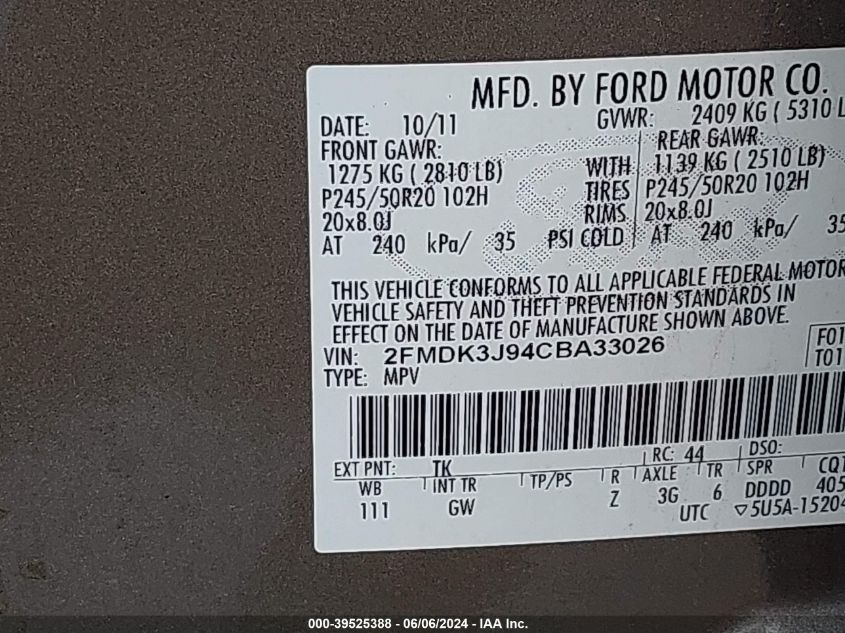 MFD. BY FORD MOTOR CO.
DATE: 10/11 GVWR: 2409 KG ( 5310 L
FRONT GAWR: REAR GAWR:
1275 KG ( 2810 LB) WITH 1139 KG ( 2510 LB)
P245/50R20 102H TIRES P245/50R20 102H
20x8.0J RIMS 20x8.0J
AT 240 kPa/ 35 PSI COLD AT 240 kPa/ 35
THIS VEHICLE CONFORMS TO ALL APPLICABLE FEDERAL MOTOR
VEHICLE SAFETY AND THEFT PREVENTION STANDARDS IN
EFFECT ON THE DATE OF MANUFACTURE SHOWN ABOVE.
VIN: 2FMDK3J94CBA33026 F01
TYPE: MPV T01
EXT PNT: TK RC: 44 DSO:
WB INT TR TP/PS R AXLE TR SPR CQ1
111 GW Z 3G 6 DDDD 405
UTC ▽5U5A-15204
000-39525388 - 06/06/2024 - IAA, Inc.